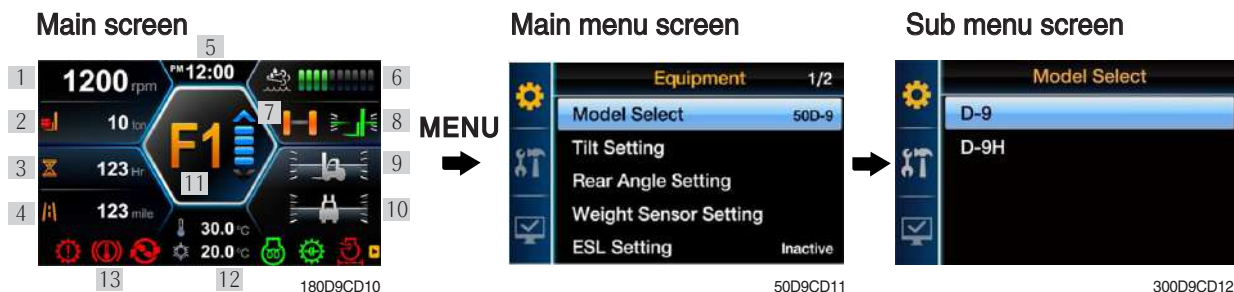 Main screen
Main menu screen
Sub menu screen
5
1
1200 rpm
PM 12:00
6
2
10 ton
7
8
F1
3
123 Hr
11
9
4
123 mile
10
30.0 °C
20.0 °C
13
12
180D9CD10
MENU
Equipment 1/2
Model Select 50D-9
Tilt Setting
Rear Angle Setting
Weight Sensor Setting
ESL Setting Inactive
50D9CD11
Model Select
D-9
D-9H
300D9CD12